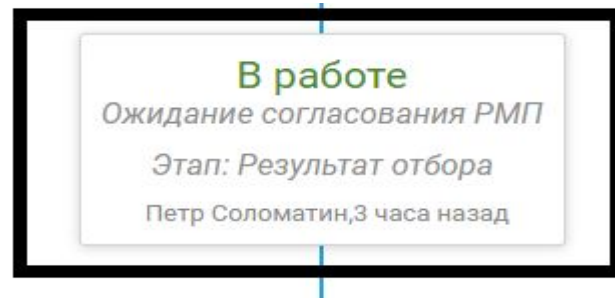 В работе
Ожидание согласования РМП
Этап: Результат отбора
Петр Соломатин,3 часа назад